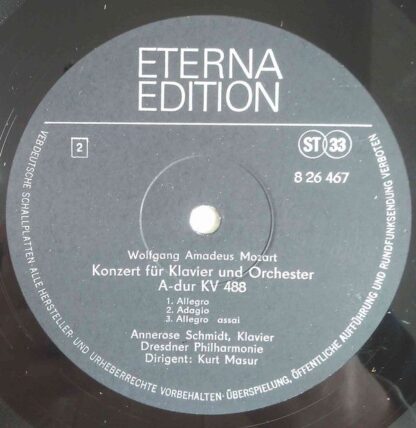 ETERNA
EDITION
2
ST 33
8 26 467
Wolfgang Amadeus Mozart
Konzert für Klavier und Orchester
A-dur KV 488
1. Allegro
2. Adagio
3. Allegro assai
Annerose Schmidt, Klavier
Dresdner Philharmonie
Dirigent: Kurt Masur
VEB DEUTSCHE SCHALLPLATTEN · ALLE HERSTELLER- UND URHEBERRECHTE VORBEHALTEN · ÜBERSPIELUNG, ÖFFENTLICHE AUFFÜHRUNG UND RUNDFUNKSENDUNG VERBOTEN